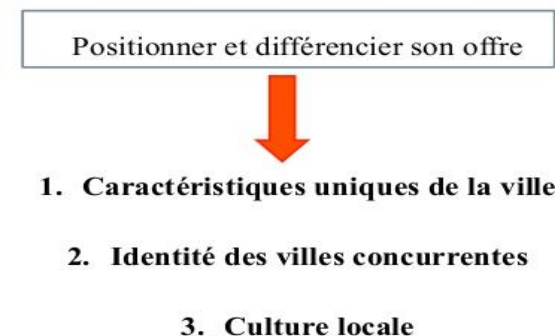 Positionner et différencier son offre
1. Caractéristiques uniques de la ville
2. Identité des villes concurrentes
3. Culture locale